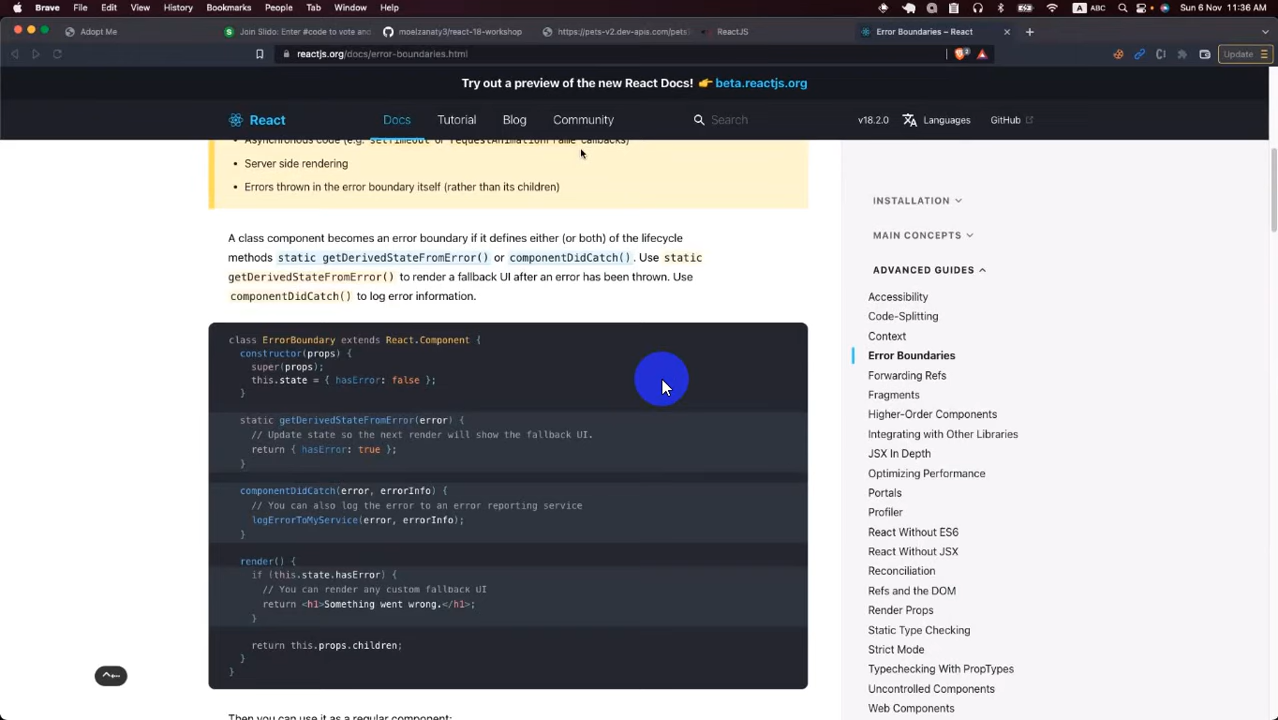 Brave File Edit View History Bookmarks People Tab Window Help
A ABC Sun 6 Nov 11:36 AM
Adopt Me
Join Slido: Enter #code to vote and
moelzanaty3/react-18-workshop
https://pets-v2.dev-apis.com/pets
ReactJS
Error Boundaries – React
reactjs.org/docs/error-boundaries.html
Update
Try out a preview of the new React Docs! 👉 beta.reactjs.org
React
Docs Tutorial Blog Community
Search
v18.2.0 Languages GitHub
• Asynchronous code (e.g. setTimeout or requestAnimationFrame callbacks)
• Server side rendering
• Errors thrown in the error boundary itself (rather than its children)
A class component becomes an error boundary if it defines either (or both) of the lifecycle
methods static getDerivedStateFromError() or componentDidCatch(). Use static
getDerivedStateFromError() to render a fallback UI after an error has been thrown. Use
componentDidCatch() to log error information.
class ErrorBoundary extends React.Component {
constructor(props) {
super(props);
this.state = { hasError: false };
}
static getDerivedStateFromError(error) {
// Update state so the next render will show the fallback UI.
return { hasError: true };
}
componentDidCatch(error, errorInfo) {
// You can also log the error to an error reporting service
logErrorToMyService(error, errorInfo);
}
render() {
if (this.state.hasError) {
// You can render any custom fallback UI
return <h1>Something went wrong.</h1>;
}
return this.props.children;
}
}
Then you can use it as a regular component:
INSTALLATION
MAIN CONCEPTS
ADVANCED GUIDES
Accessibility
Code-Splitting
Context
Error Boundaries
Forwarding Refs
Fragments
Higher-Order Components
Integrating with Other Libraries
JSX In Depth
Optimizing Performance
Portals
Profiler
React Without ES6
React Without JSX
Reconciliation
Refs and the DOM
Render Props
Static Type Checking
Strict Mode
Typechecking With PropTypes
Uncontrolled Components
Web Components